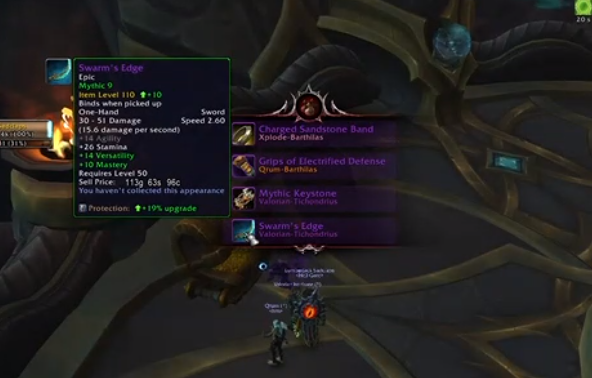 Swarm's Edge
Epic
Mythic 9
Item Level 110 +10
Binds when picked up
One-Hand Sword
30 - 51 Damage Speed 2.60
(15.6 damage per second)
+14 Agility
+26 Stamina
+14 Versatility
+10 Mastery
Requires Level 50
Sell Price: 113g 63s 96c
You haven't collected this appearance
Protection: +19% upgrade
Charged Sandstone Band
Xplode-Barthilas
Grips of Electrified Defense
Qrum-Barthilas
Mythic Keystone
Valorian-Tichondrius
Swarm's Edge
Valorian-Tichondrius
20 s